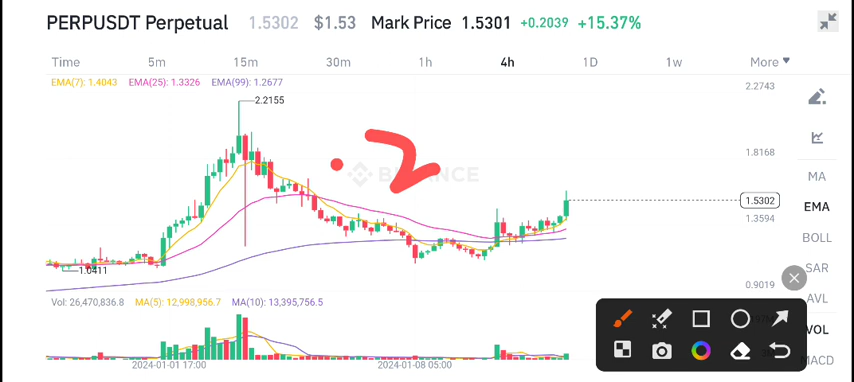 PERPUSDT Perpetual 1.5302 $1.53 Mark Price 1.5301 +0.2039 +15.37%
Time 5m 15m 30m 1h 4h 1D 1w More
EMA(7): 1.4043 EMA(25): 1.3326 EMA(99): 1.2677
2.2743
2.2155
2
1.8168
BINANCE
MA
1.5302
EMA
1.3594
BOLL
1.0411
SAR
0.9019
AVL
Vol: 26,470,836.8 MA(5): 12,998,956.7 MA(10): 13,395,756.5
VOL
MACD
2024-01-01 17:00 2024-01-08 05:00